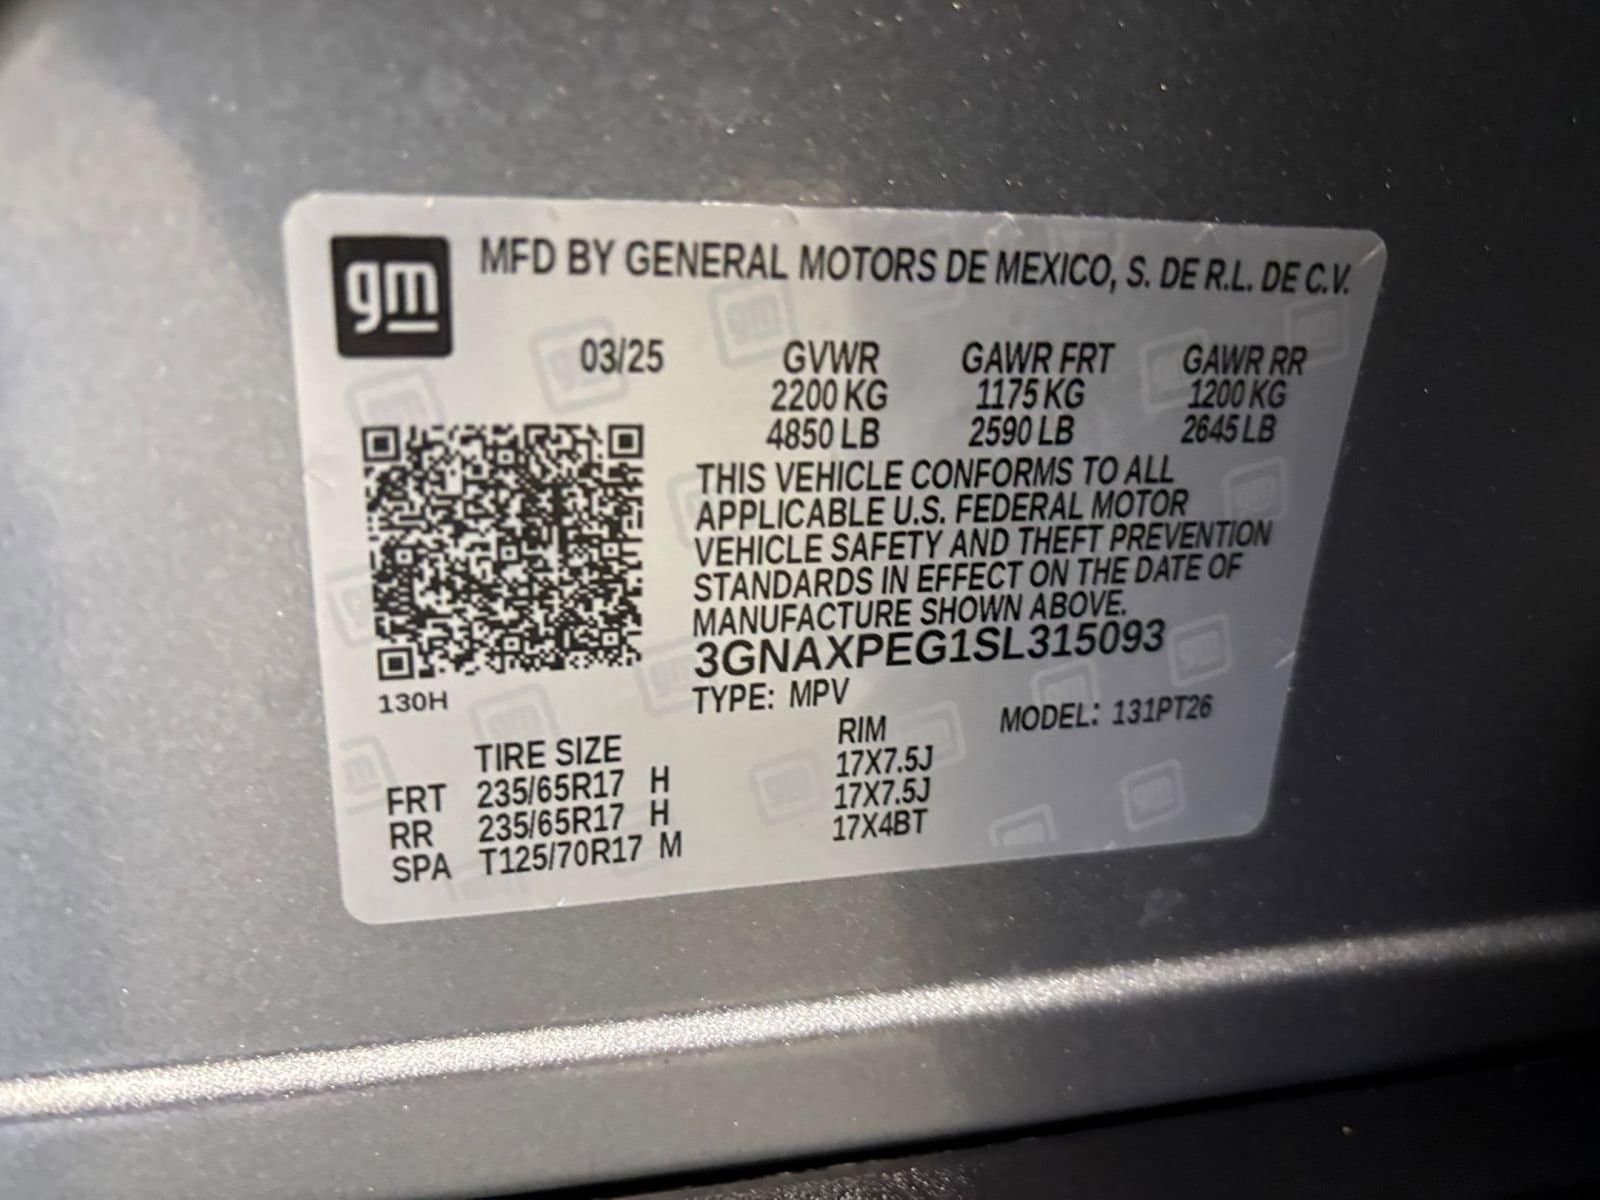 gm
MFD BY GENERAL MOTORS DE MEXICO, S. DE R.L. DE C.V.
03/25 GVWR GAWR FRT GAWR RR
2200 KG 1175 KG 1200 KG
4850 LB 2590 LB 2645 LB
THIS VEHICLE CONFORMS TO ALL
APPLICABLE U.S. FEDERAL MOTOR
VEHICLE SAFETY AND THEFT PREVENTION
STANDARDS IN EFFECT ON THE DATE OF
MANUFACTURE SHOWN ABOVE.
3GNAXPEG1SL315093
130H
TYPE: MPV MODEL: 131PT26
TIRE SIZE RIM
FRT 235/65R17 H 17X7.5J
RR 235/65R17 H 17X7.5J
SPA T125/70R17 M 17X4BT